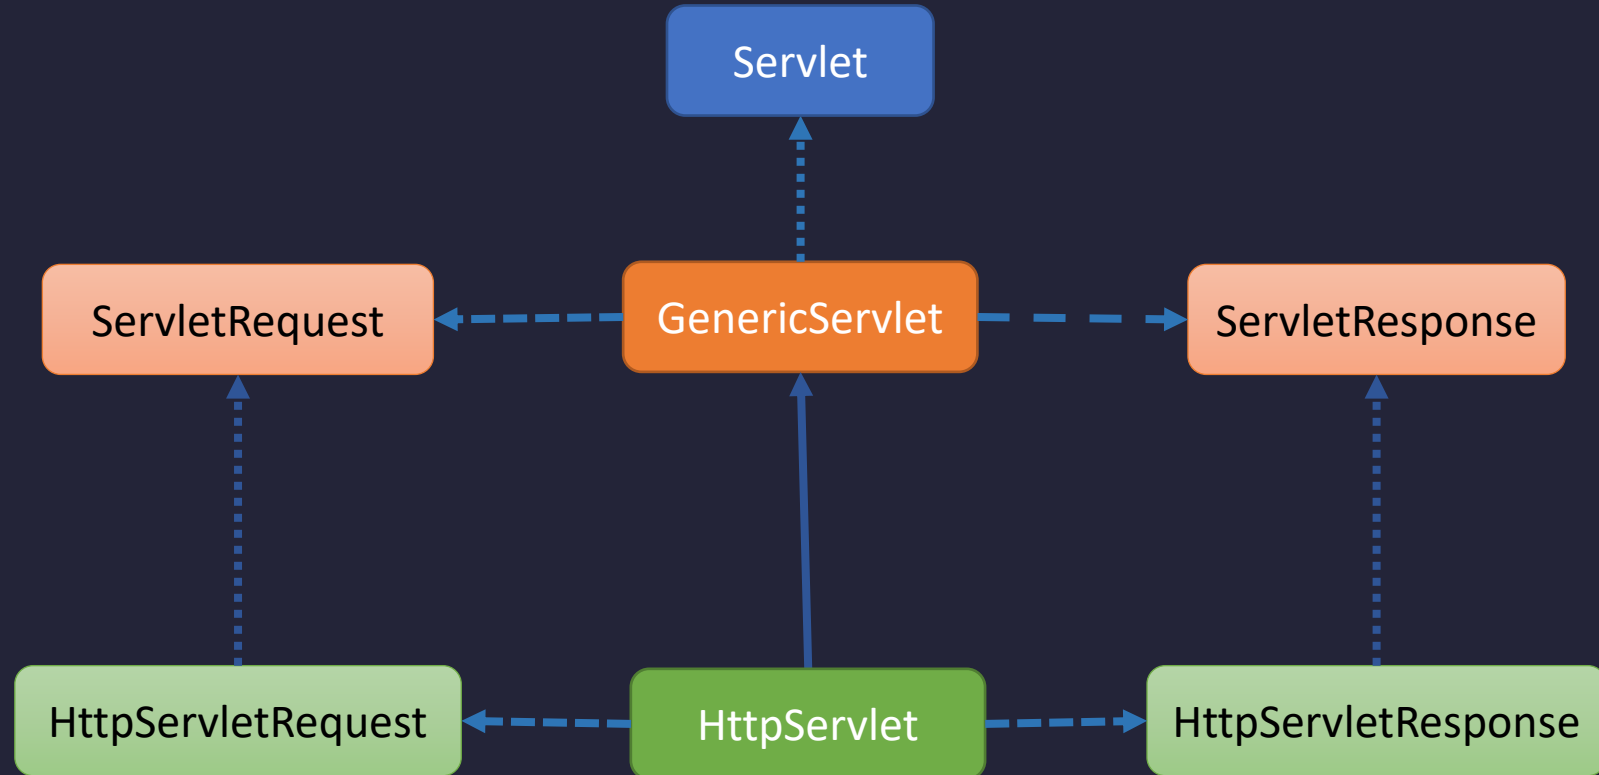 Servlet
ServletRequest
GenericServlet
ServletResponse
HttpServletRequest
HttpServlet
HttpServletResponse